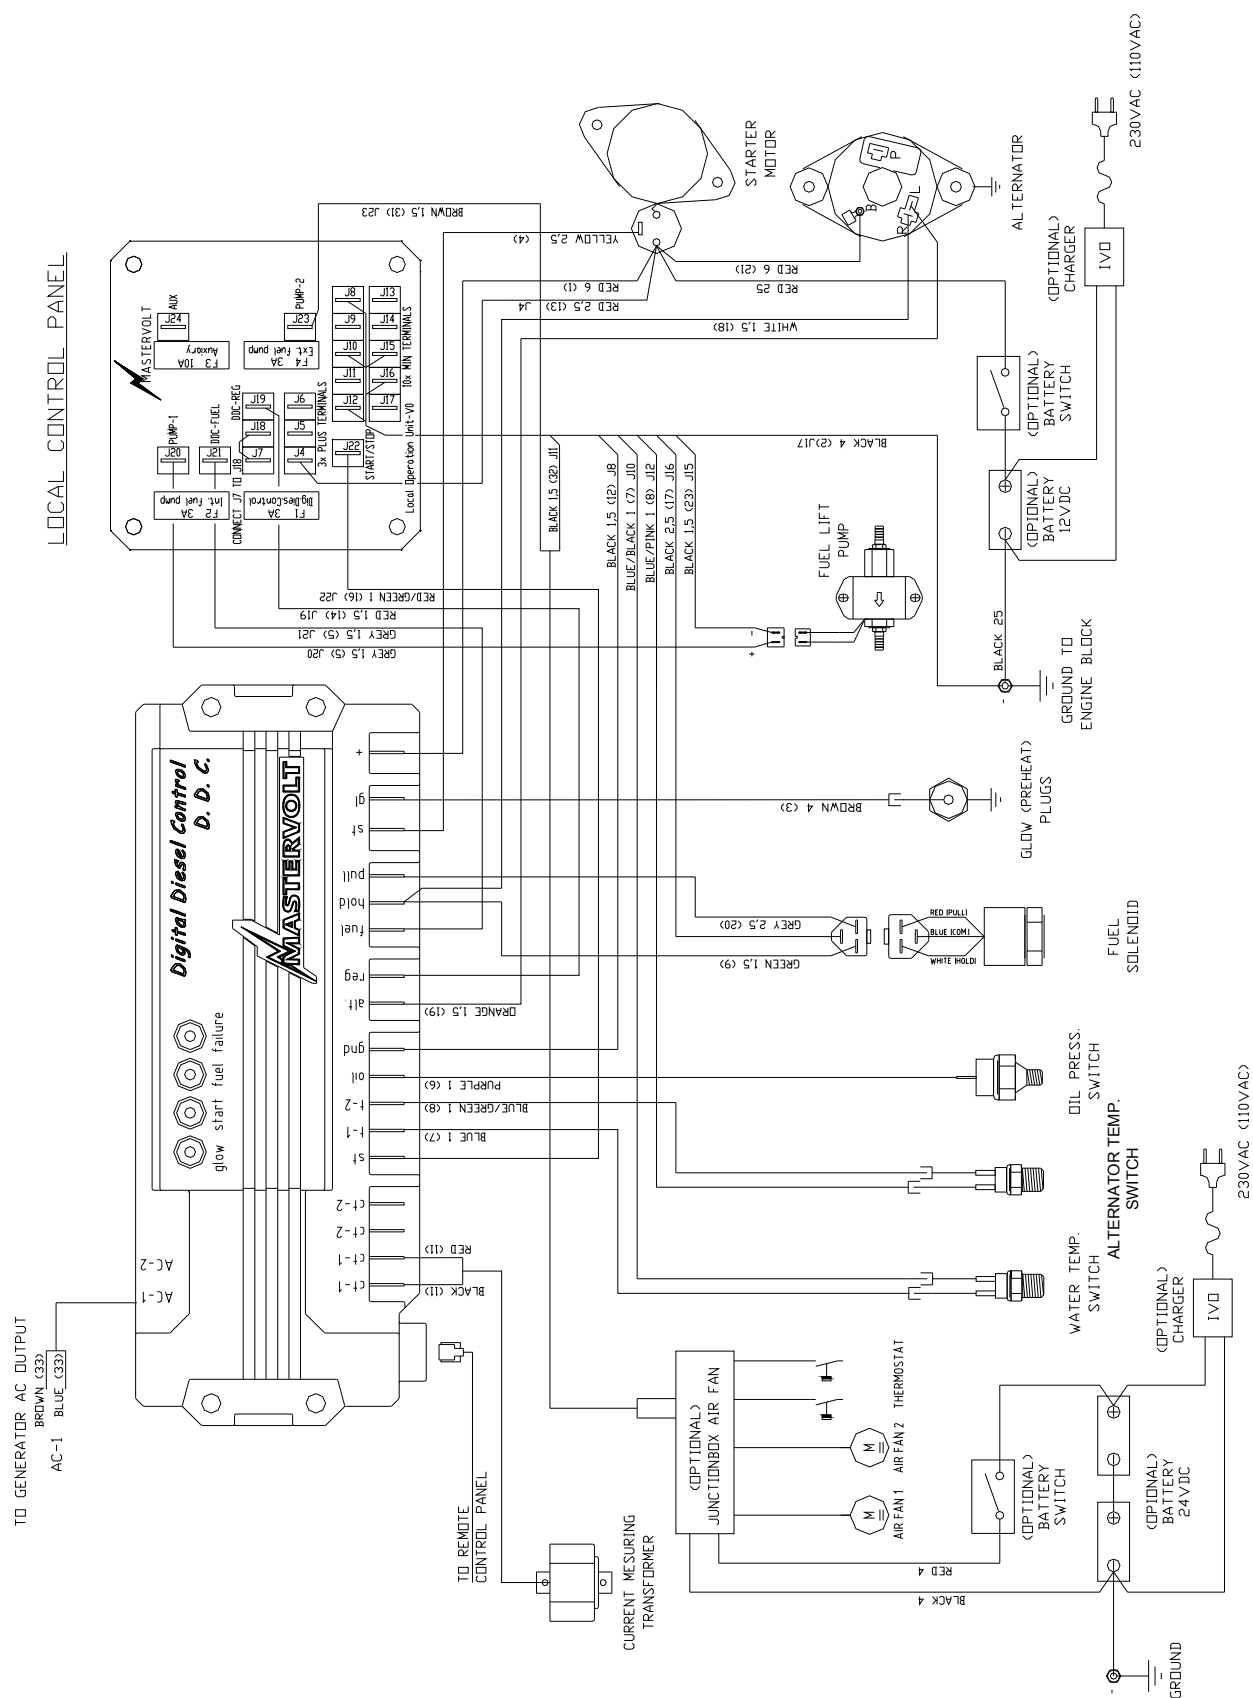 LOCAL CONTROL PANEL
MASTERVOLT
J24
AUX
F3 10A
Auxiory
J23
PUMP-2
F4 3A
Ext. Fuel pump
J20
PUMP-1
F2 3A
Int. Fuel pump
J21
DDC-FUEL
CONNECT J7 TO J18
J19
DDC-REG
J18
J7
F1 3A
Dig.Dies.Control
J6
J5
J4
3x PLUS TERMINALS
J8
J9
J10
J11
J12
J13
J14
J15
J16
J17
10x MIN TERMINALS
J22
START/STOP
Local Operation Unit-V0
BROWN 1,5 (31) J23
YELLOW 2,5 (4)
RED 6 (21)
RED 6 (1)
RED 25
RED 2,5 (13) J4
WHITE 1,5 (18)
BLACK 4 (2)J17
BLACK 1,5 (32) J11
BLACK 1,5 (12) J8
BLUE/BLACK 1 (7) J10
BLUE/PINK 1 (8) J12
BLACK 2,5 (17) J16
BLACK 1,5 (23) J15
RED/GREEN 1 (16) J22
RED 1,5 (14) J19
GREY 1,5 (5) J21
GREY 1,5 (5) J20
STARTER
MOTOR
P
B
R
L
ALTERNATOR
230VAC (110VAC)
(OPTIONAL)
CHARGER
IVO
(OPTIONAL)
BATTERY
SWITCH
(OPTIONAL)
BATTERY
12VDC
BLACK 25
-
GROUND TO
ENGINE BLOCK
FUEL LIFT
PUMP
-
+
Digital Diesel Control
D. D. C.
MASTERVOLT
glow
start
fuel
failure
AC-2
AC-1
+
gl
st
pull
hold
fuel
reg
alt.
gnd
oil
t-2
t-1
st
ct-2
ct-2
ct-1
ct-1
BROWN 4 (3)
GLOW (PREHEAT)
PLUGS
GREY 2,5 (20)
GREEN 1,5 (9)
RED (PULL)
BLUE (COM.)
WHITE (HOLD)
FUEL
SOLENOID
ORANGE 1,5 (19)
PURPLE 1 (6)
BLUE/GREEN 1 (8)
BLUE 1 (7)
RED (11)
BLACK (11)
OIL PRESS.
SWITCH
ALTERNATOR TEMP.
SWITCH
WATER TEMP.
SWITCH
TO GENERATOR AC OUTPUT
BROWN (33)
AC-1 BLUE (33)
TO REMOTE
CONTROL PANEL
CURRENT MESURING
TRANSFORMER
(OPTIONAL)
JUNCTIONBOX AIR FAN
M
AIR FAN 1
M
AIR FAN 2
THERMOSTAT
RED 4
BLACK 4
(OPTIONAL)
BATTERY
SWITCH
(OPTIONAL)
CHARGER
IVO
230VAC (110VAC)
(OPIONAL)
BATTERY
24VDC
-
GROUND